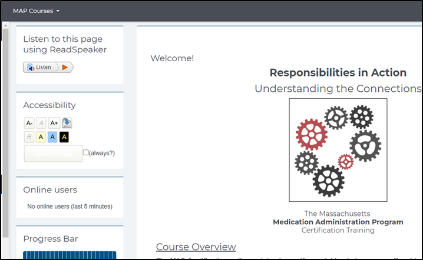 MAP Courses
Listen to this page
using ReadSpeaker
Listen
Accessibility
A- A A+
R A A A
(always?)
Online users
No online users (last 5 minutes)
Progress Bar
Welcome!
Responsibilities in Action
Understanding the Connections
The Massachusetts
Medication Administration Program
Certification Training
Course Overview